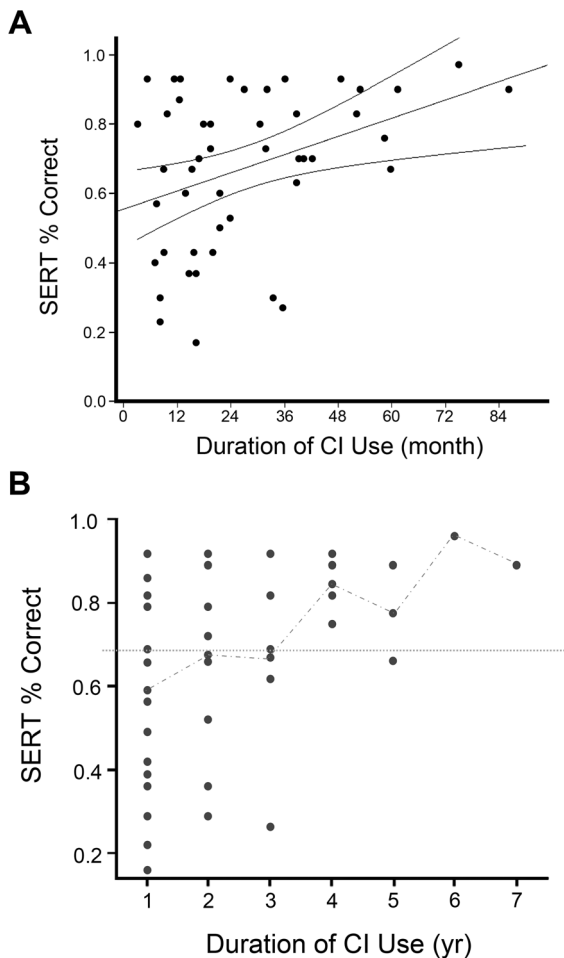 A
SERT % Correct
1.0
0.8
0.6
0.4
0.2
0.0
0 12 24 36 48 60 72 84
Duration of CI Use (month)
B
SERT % Correct
1.0
0.8
0.6
0.4
0.2
1 2 3 4 5 6 7
Duration of CI Use (yr)